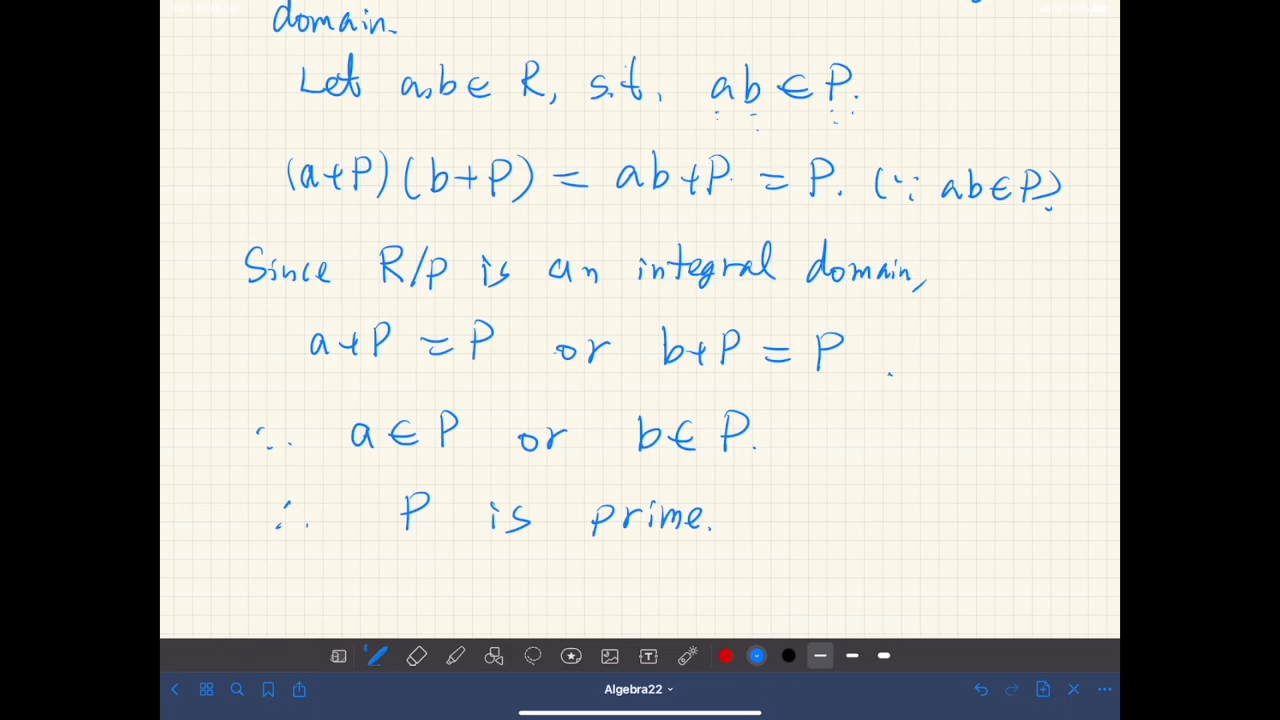 domain.
Let a,b ∈ R, s.t. ab ∈ P.
(a+P)(b+P) = ab+P = P. (∵ ab∈P)
Since R/P is an integral domain,
a+P = P or b+P = P.
∴ a ∈ P or b ∈ P.
∴ P is prime.
Algebra22